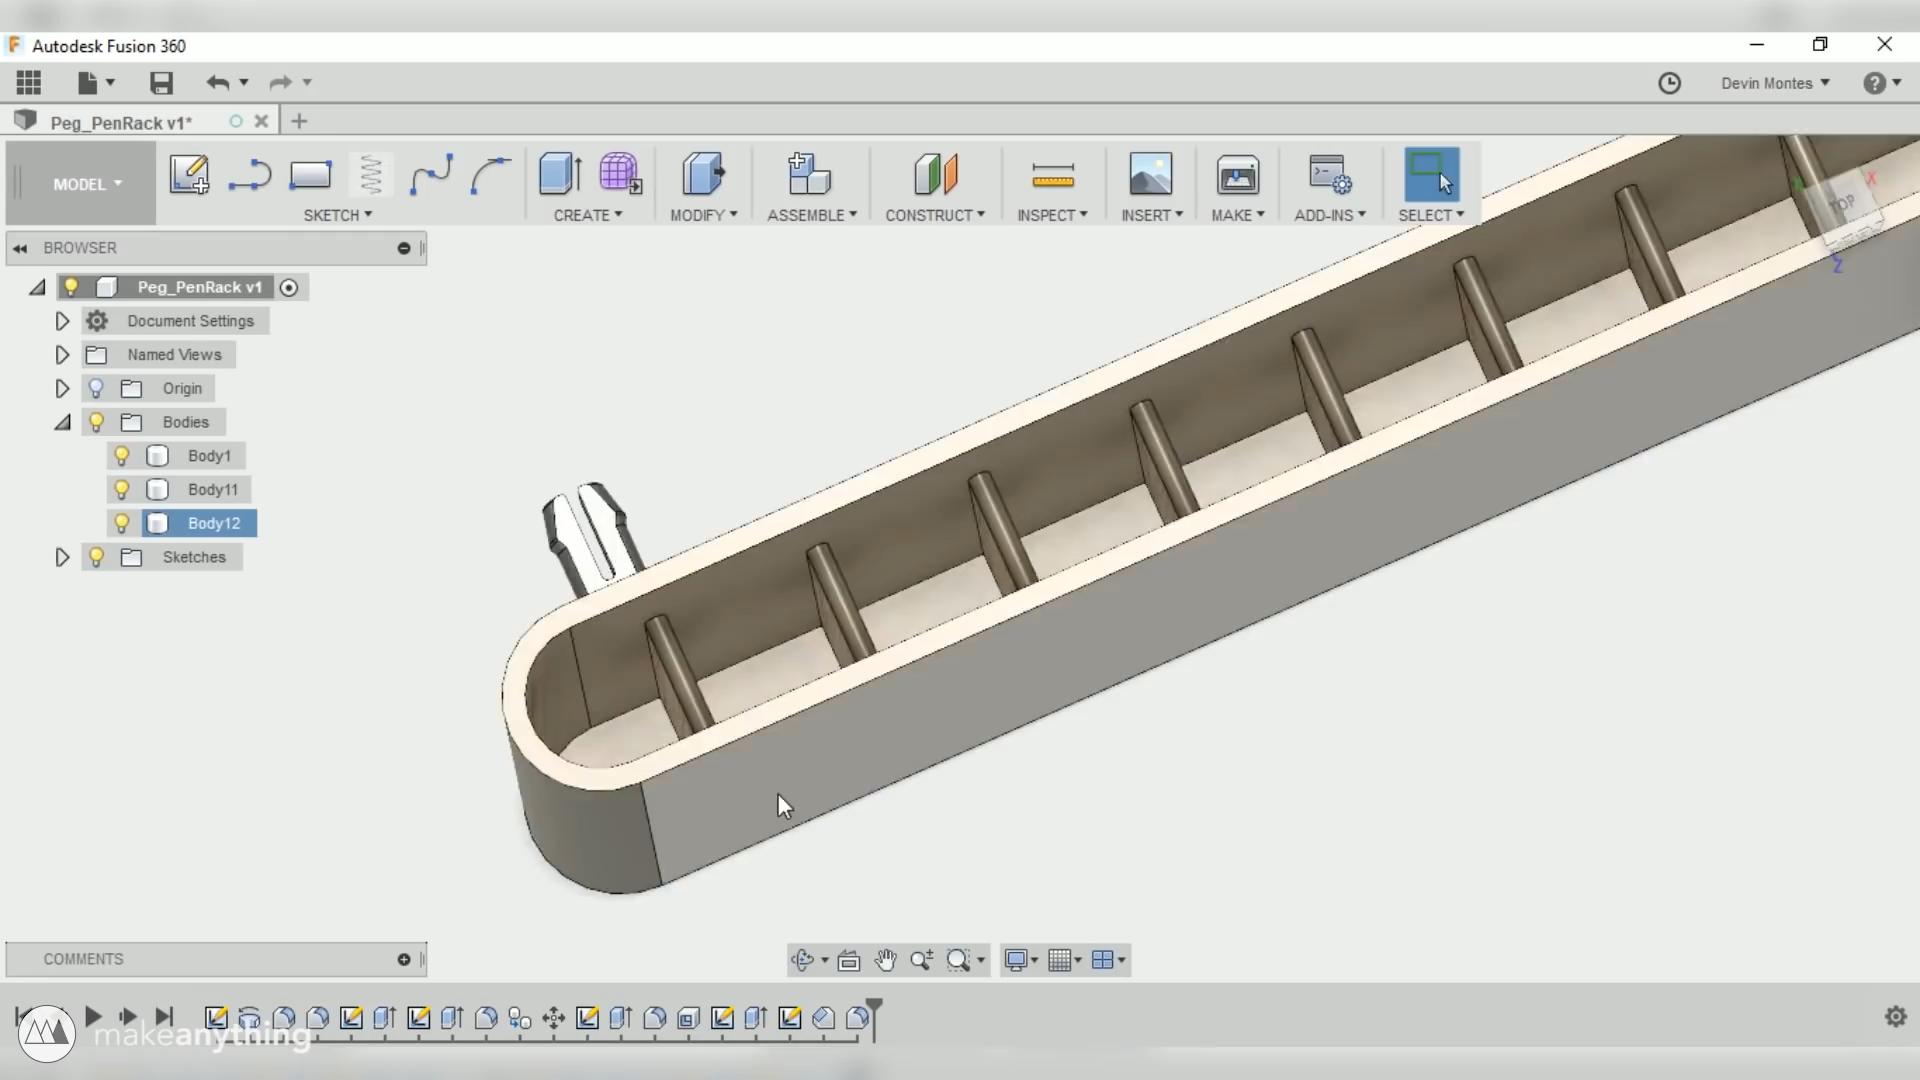 Autodesk Fusion 360
Devin Montes
Peg_PenRack v1*
MODEL
SKETCH
CREATE
MODIFY
ASSEMBLE
CONSTRUCT
INSPECT
INSERT
MAKE
ADD-INS
SELECT
TOP
X
Z
BROWSER
Peg_PenRack v1
Document Settings
Named Views
Origin
Bodies
Body1
Body11
Body12
Sketches
COMMENTS
makeanything